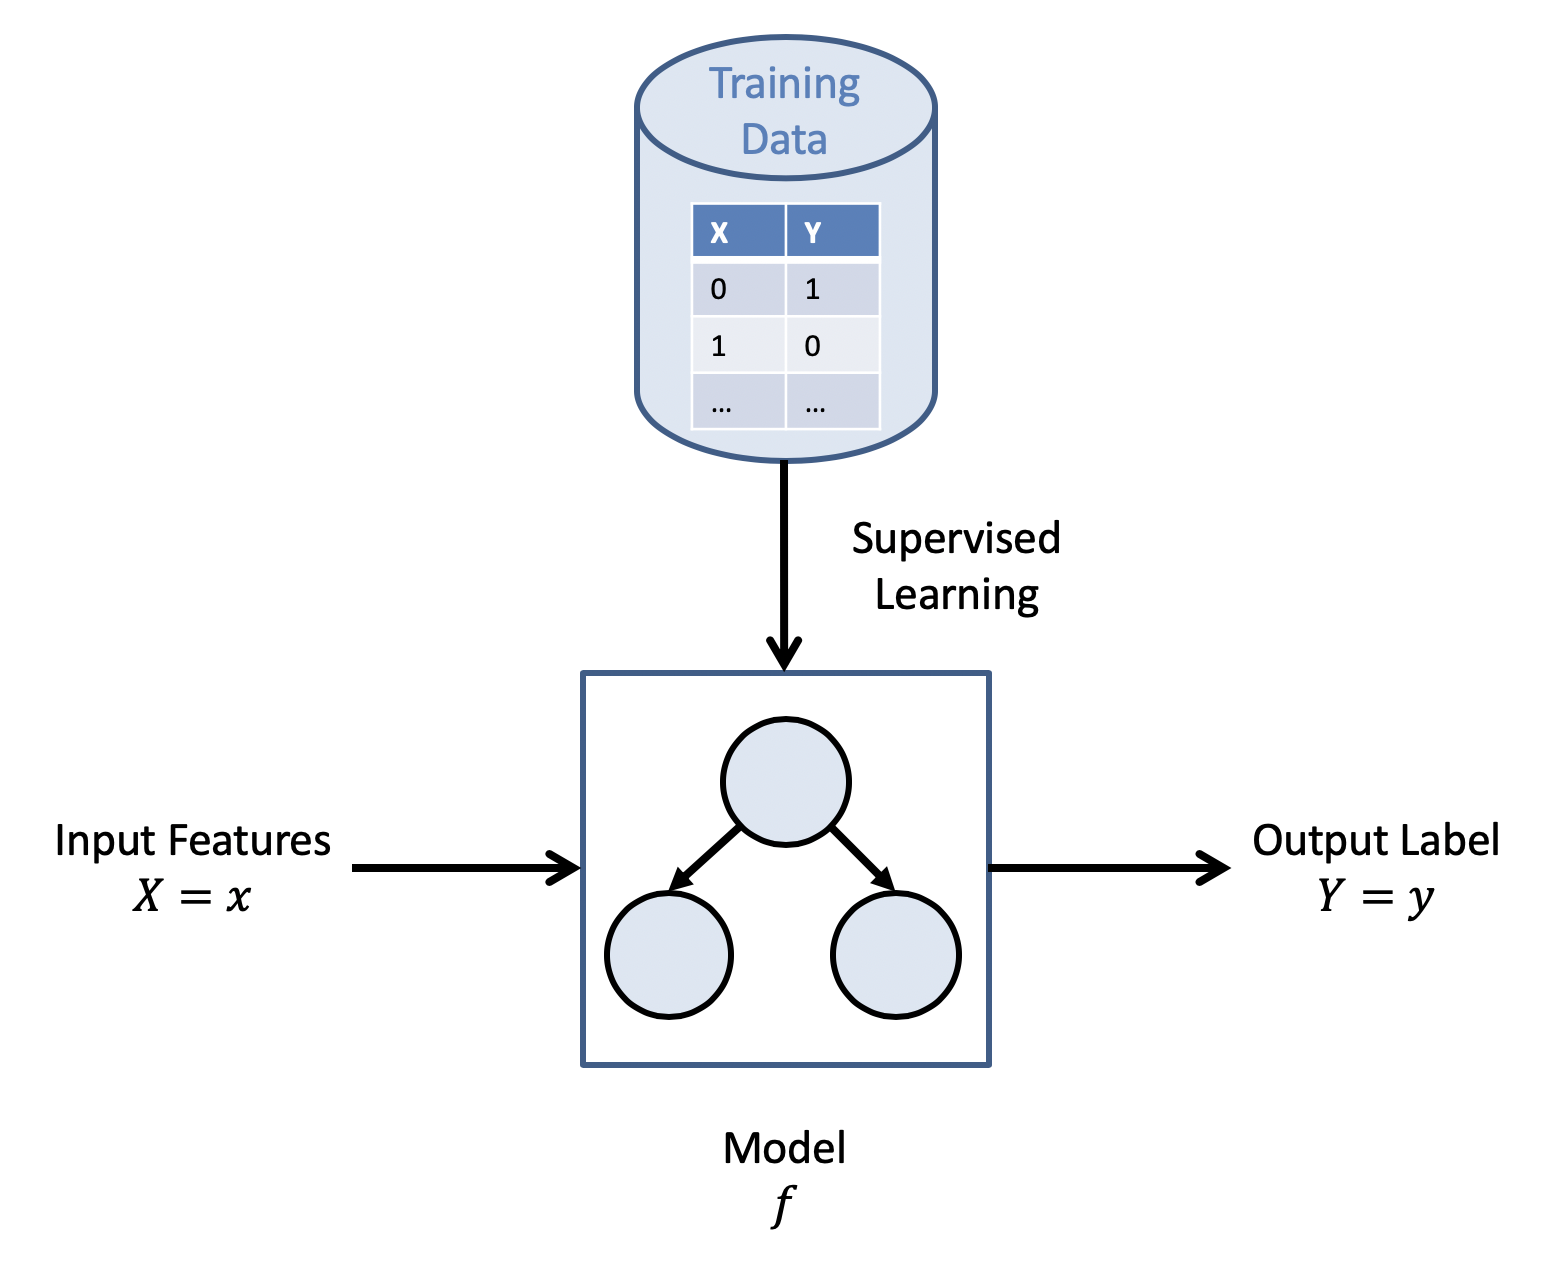 Training
Data
X Y
0 1
1 0
... ...
Supervised
Learning
Input Features
X = x
Output Label
Y = y
Model
f